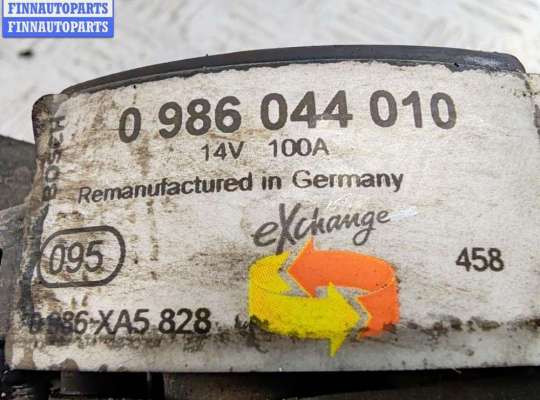 FINNAUTOPARTS
FINNAUTOPARTS
BOSCH
0 986 044 010
14V 100A
Remanufactured in Germany
eXchange
095
458
0 986-XA5 828